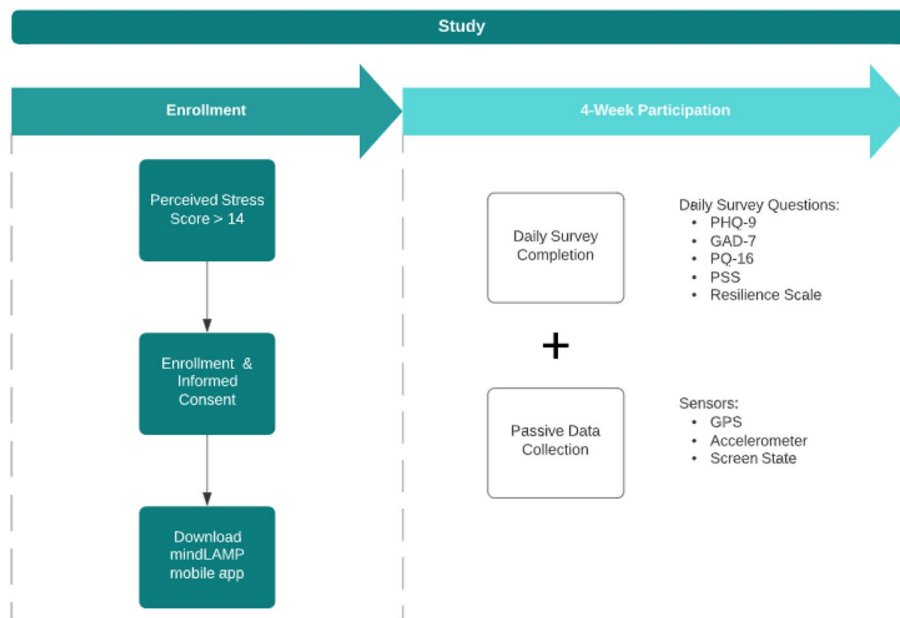 Study
Enrollment
4-Week Participation
Perceived Stress
Score > 14
Enrollment & 
Informed
Consent
Download
mindLAMP
mobile app
Daily Survey
Completion
+
Passive Data
Collection
Daily Survey Questions:
• PHQ-9
• GAD-7
• PQ-16
• PSS
• Resilience Scale
Sensors:
• GPS
• Accelerometer
• Screen State